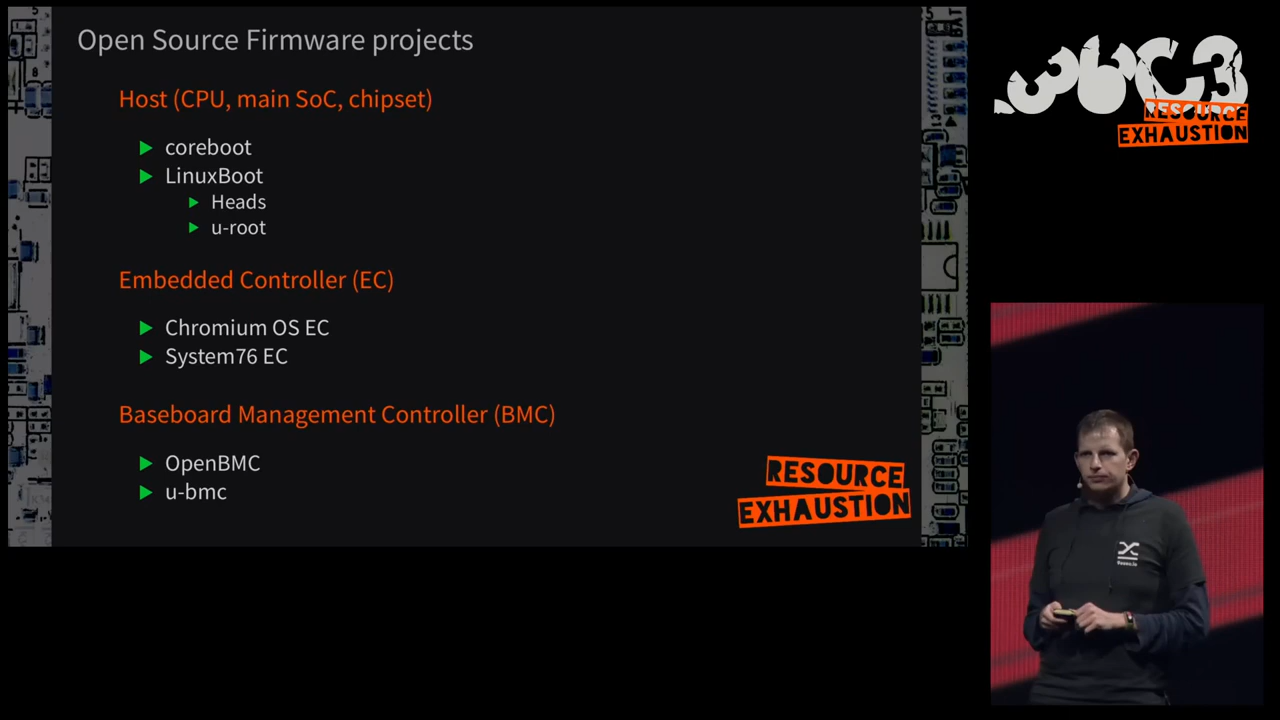 Open Source Firmware projects
Host (CPU, main SoC, chipset)
coreboot
LinuxBoot
Heads
u-root
Embedded Controller (EC)
Chromium OS EC
System76 EC
Baseboard Management Controller (BMC)
OpenBMC
u-bmc
RESOURCE
EXHAUSTION
36C3
RESOURCE
EXHAUSTION